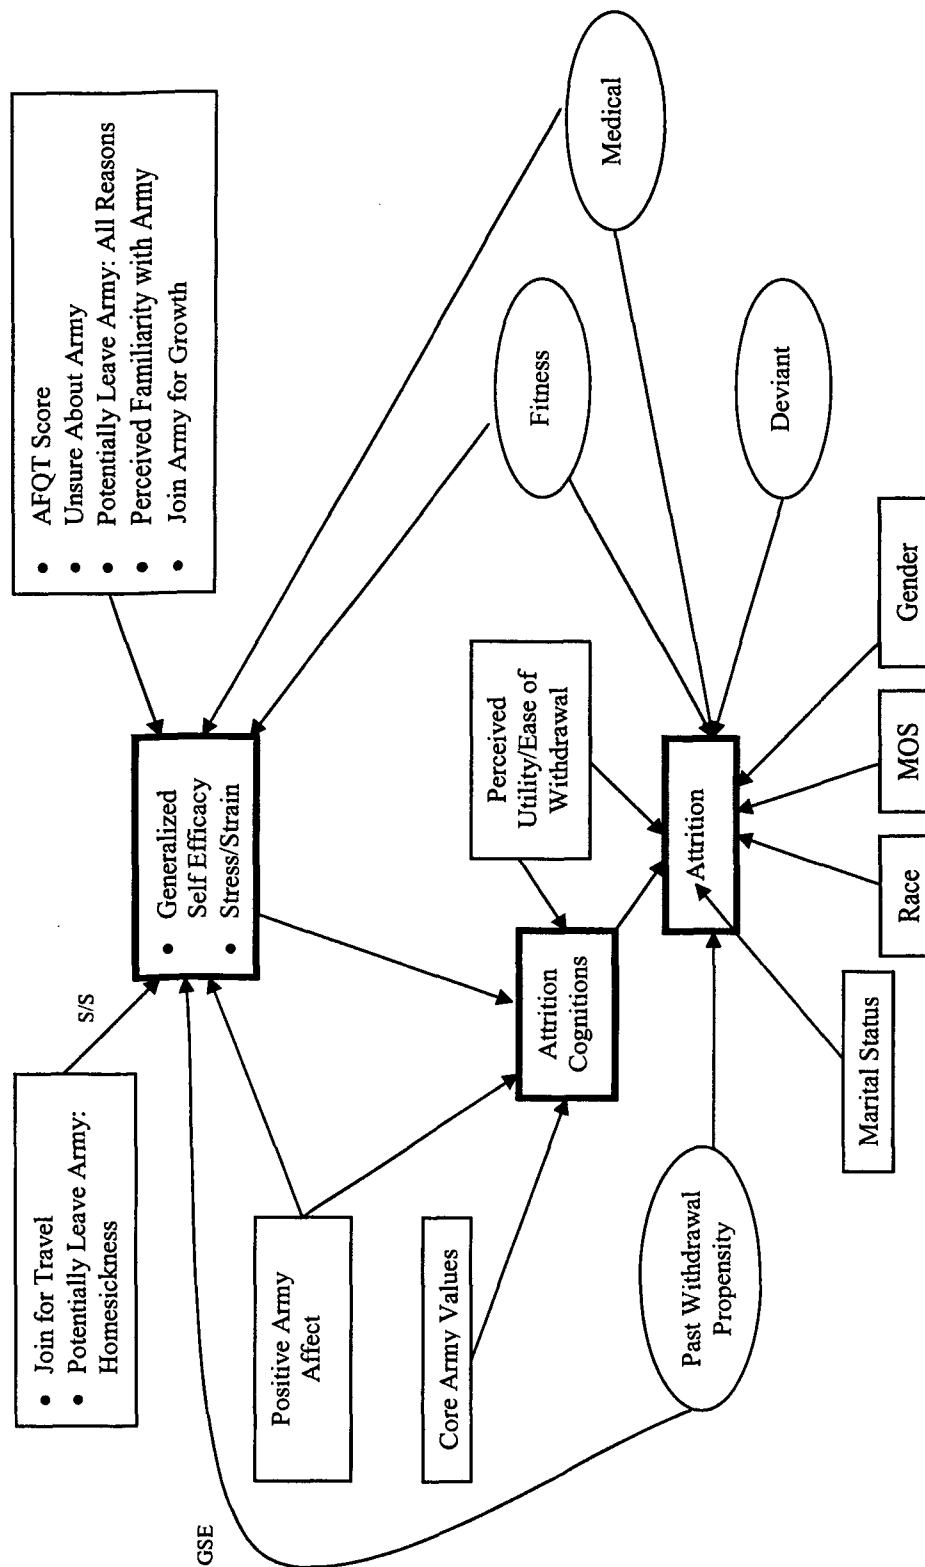 • Join for Travel
• Potentially Leave Army:
Homesickness
S/S
• AFQT Score
• Unsure About Army
• Potentially Leave Army: All Reasons
• Perceived Familiarity with Army
• Join Army for Growth
GSE
• Generalized
Self Efficacy
• Stress/Strain
Positive Army
Affect
Core Army Values
Attrition
Cognitions
Perceived
Utility/Ease of
Withdrawal
Fitness
Medical
Past Withdrawal
Propensity
Attrition
Deviant
Marital Status
Race
MOS
Gender